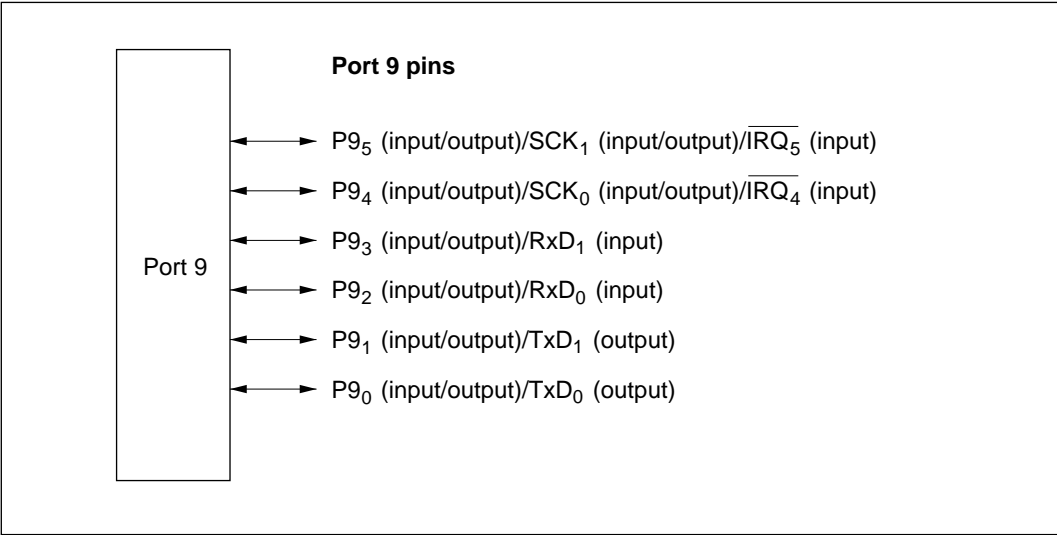 Port 9 pins
P9₅ (input/output)/SCK₁ (input/output)/I̅R̅Q̅₅̅ (input)
P9₄ (input/output)/SCK₀ (input/output)/I̅R̅Q̅₄̅ (input)
P9₃ (input/output)/RxD₁ (input)
Port 9
P9₂ (input/output)/RxD₀ (input)
P9₁ (input/output)/TxD₁ (output)
P9₀ (input/output)/TxD₀ (output)